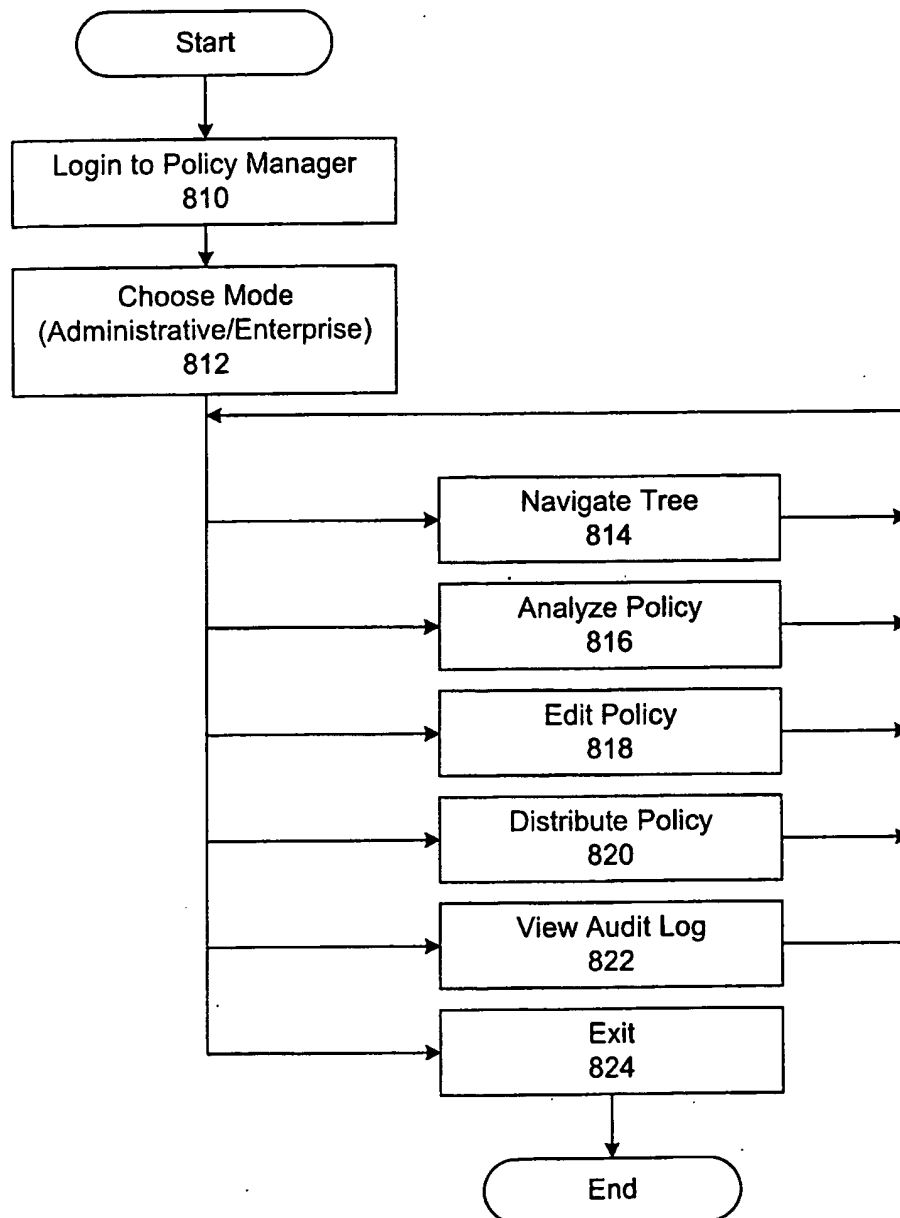 Start
Login to Policy Manager
810
Choose Mode
(Administrative/Enterprise)
812
Navigate Tree
814
Analyze Policy
816
Edit Policy
818
Distribute Policy
820
View Audit Log
822
Exit
824
End